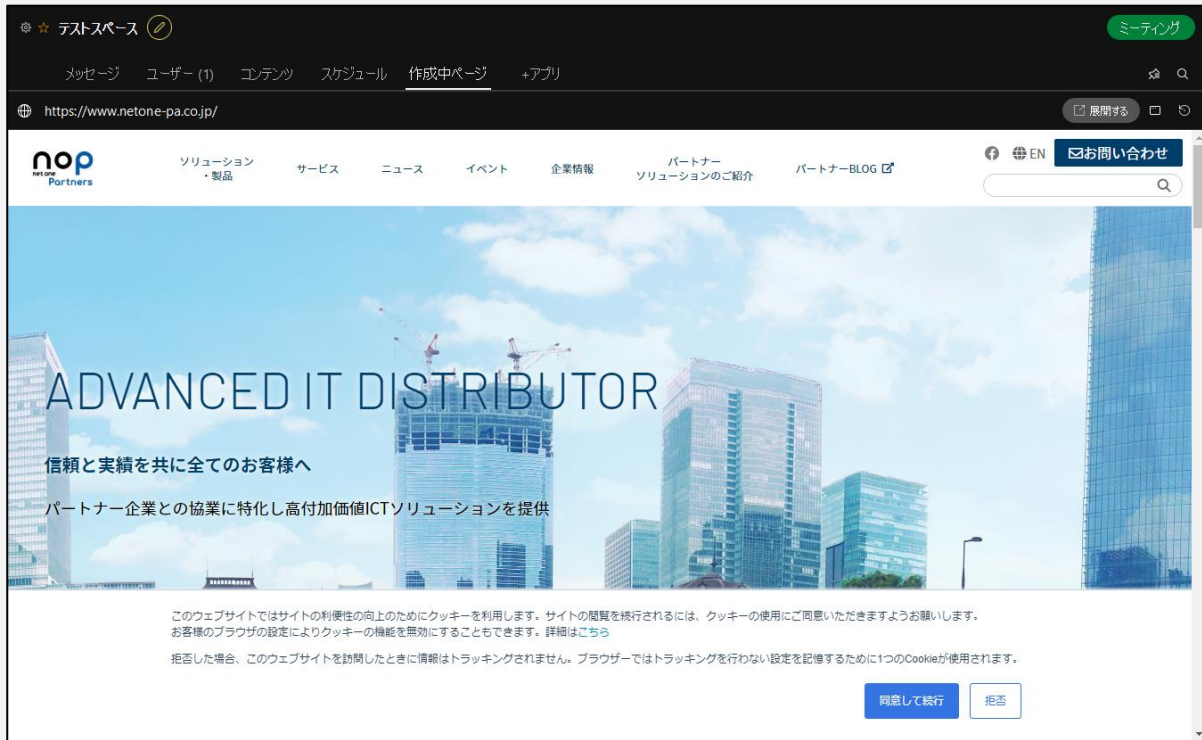 テストスペース
ミーティング
メッセージ
ユーザー (1)
コンテンツ
スケジュール
作成中ページ
+アプリ
https://www.netone-pa.co.jp/
展開する
nop
net one
Partners
ソリューション
・製品
サービス
ニュース
イベント
企業情報
パートナー
ソリューションのご紹介
パートナーBLOG
EN
お問い合わせ
ADVANCED IT DISTRIBUTOR
信頼と実績を共に全てのお客様へ
パートナー企業との協業に特化し高付加価値ICTソリューションを提供
このウェブサイトではサイトの利便性の向上のためにクッキーを利用します。サイトの閲覧を続行されるには、クッキーの使用にご同意いただきますようお願いします。
お客様のブラウザの設定によりクッキーの機能を無効にすることもできます。詳細はこちら
拒否した場合、このウェブサイトを訪問したときに情報はトラッキングされません。ブラウザーではトラッキングを行わない設定を記憶するために1つのCookieが使用されます。
同意して続行
拒否